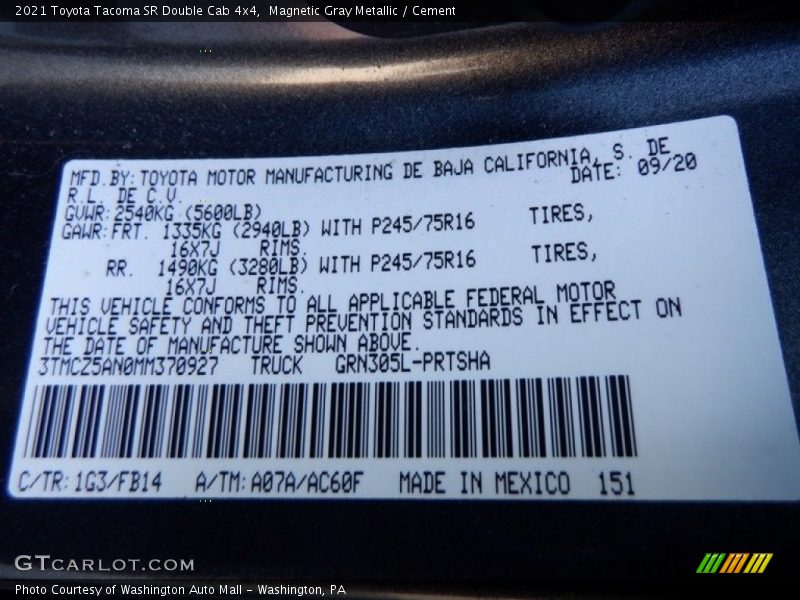 2021 Toyota Tacoma SR Double Cab 4x4,  Magnetic Gray Metallic / Cement
MFD.BY:TOYOTA MOTOR MANUFACTURING DE BAJA CALIFORNIA, S. DE
R.L. DE C.V. DATE: 09/20
GVWR:2540KG (5600LB)
GAWR:FRT. 1335KG (2940LB) WITH P245/75R16 TIRES,
16X7J RIMS.
RR. 1490KG (3280LB) WITH P245/75R16 TIRES,
16X7J RIMS.
THIS VEHICLE CONFORMS TO ALL APPLICABLE FEDERAL MOTOR
VEHICLE SAFETY AND THEFT PREVENTION STANDARDS IN EFFECT ON
THE DATE OF MANUFACTURE SHOWN ABOVE.
3TMCZ5AN0MM370927 TRUCK GRN305L-PRTSHA
C/TR:1G3/FB14 A/TM:A07A/AC60F MADE IN MEXICO 151
GTCARLOT.COM
Photo Courtesy of Washington Auto Mall - Washington, PA